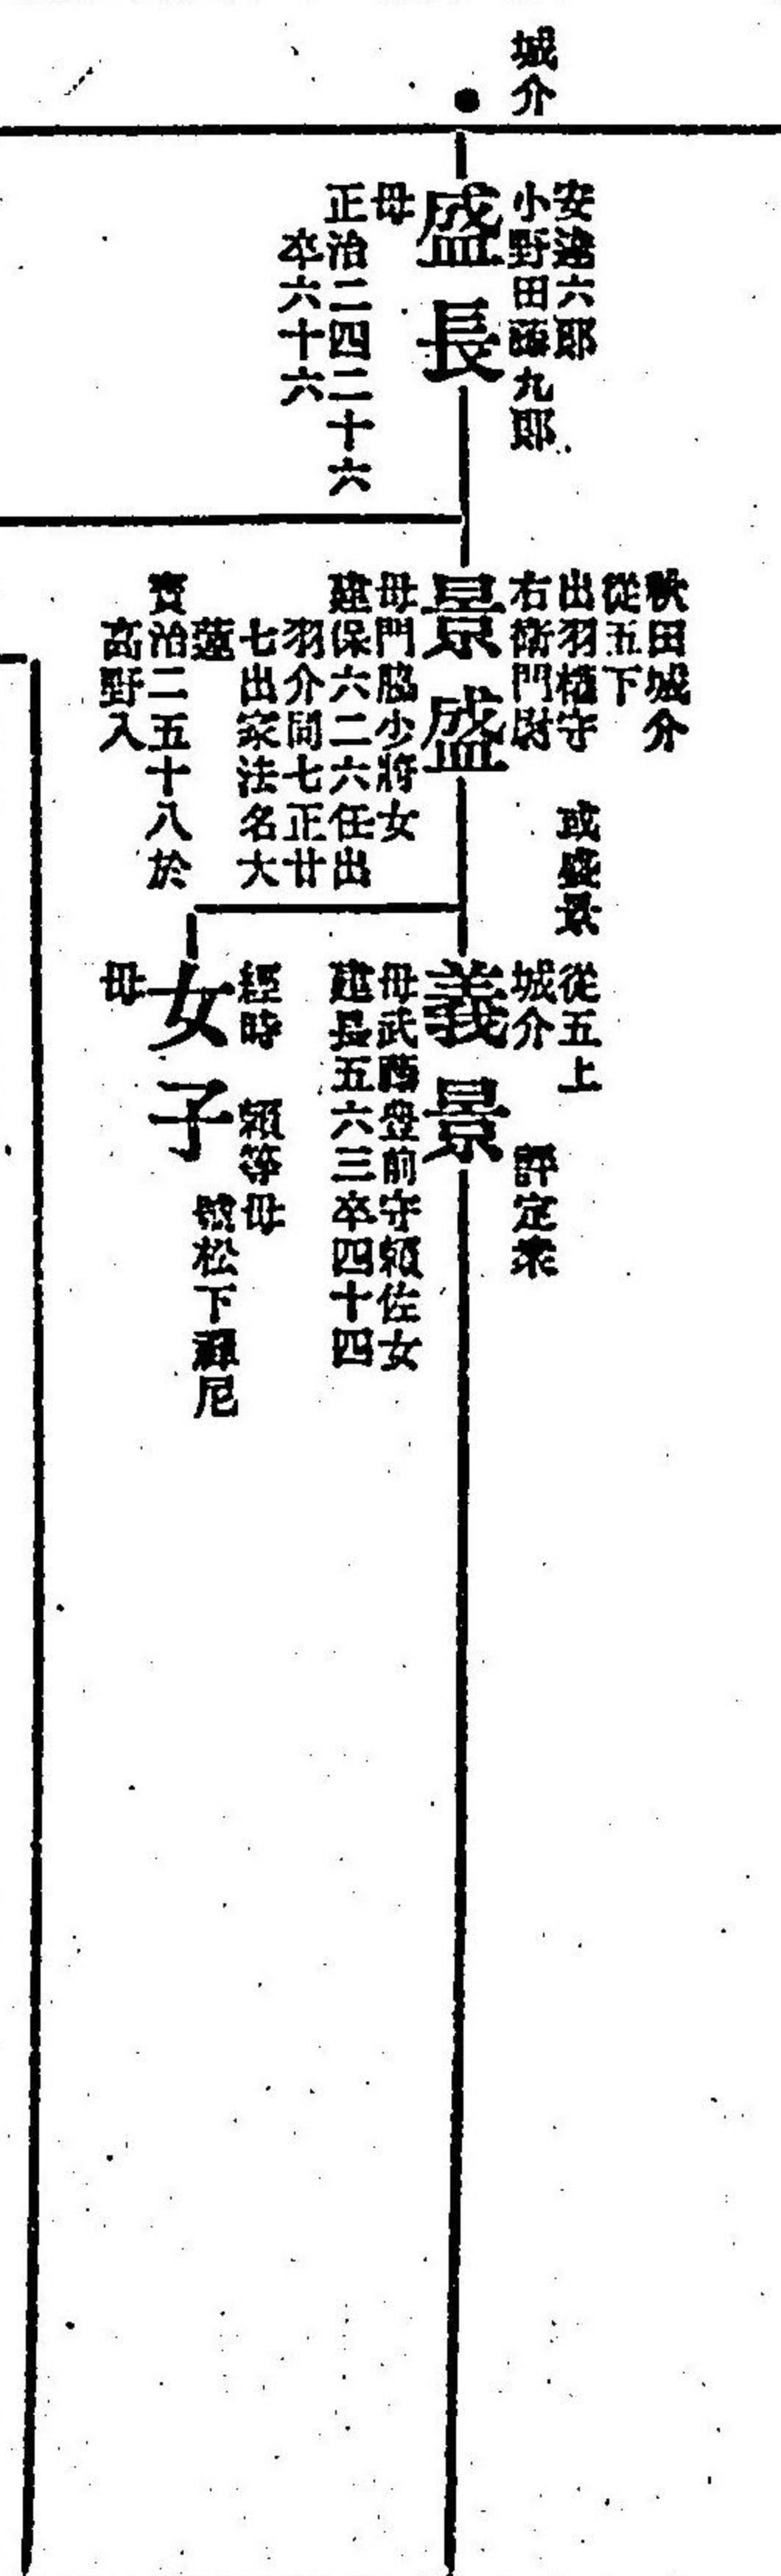 城介
安達六郎
小野田藤九郎
盛長
母
正治二四二十六
卒六十六
秋田城介
從五下
出羽權守 或盛景
右衛門尉
景盛
母門脇少將女
建保六二六任出
羽介同七正廿
七出家法名大
蓮
寶治二五十八於
高野入
從五上
城介 評定衆
義景
母武藤豊前守頼佐女
建長五六三卒四十四
經時 頼等母
號松下禪尼
女子
母